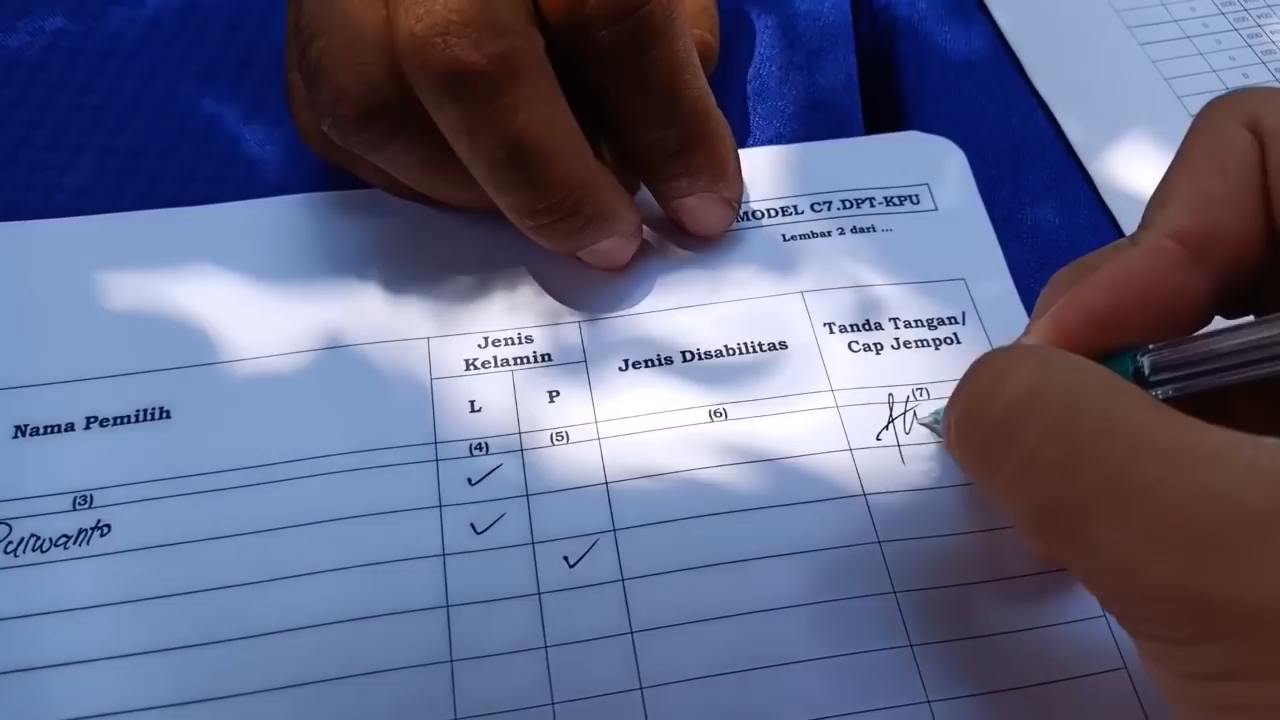 MODEL C7.DPT-KPU
Lembar 2 dari ...
Nama Pemilih
Jenis
Kelamin
L
P
Jenis Disabilitas
Tanda Tangan/
Cap Jempol
(3)
(4)
(5)
(6)
(7)
Purwanto